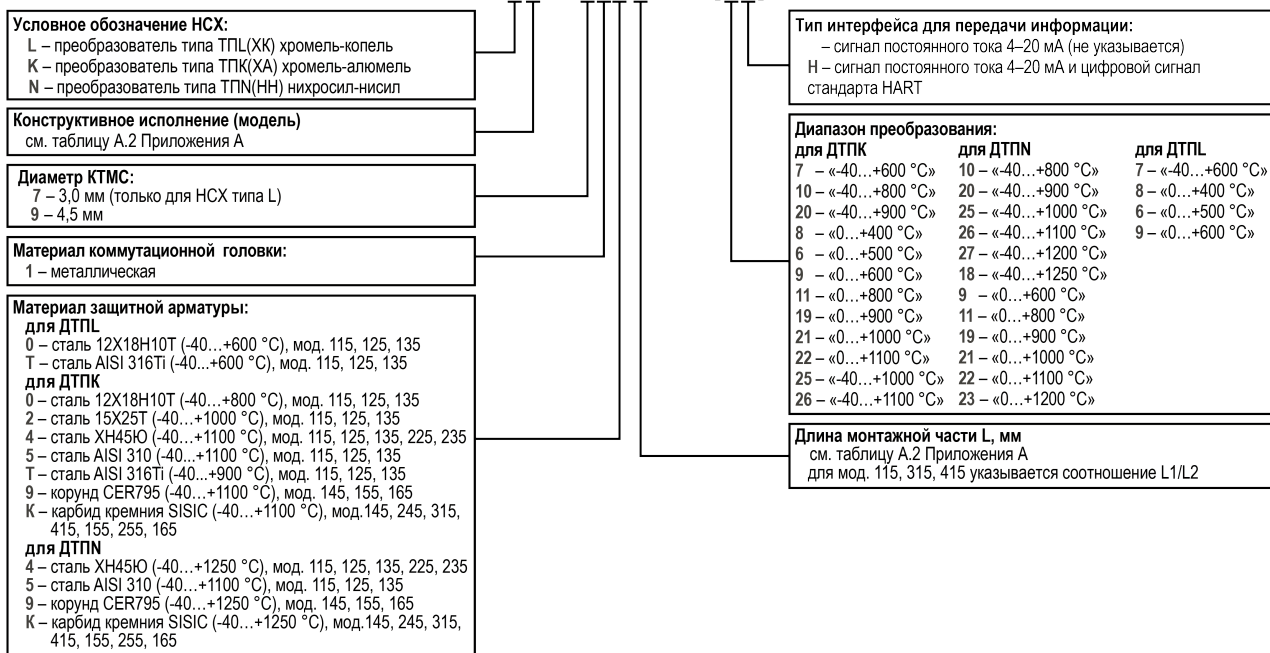 Условное обозначение НСХ:
L – преобразователь типа ТПL(ХК) хромель-копель
K – преобразователь типа ТПК(ХА) хромель-алюмель
N – преобразователь типа ТПN(НН) нихросил-нисил
Конструктивное исполнение (модель)
см. таблицу А.2 Приложения А
Диаметр КТМС:
7 – 3,0 мм (только для НСХ типа L)
9 – 4,5 мм
Материал коммутационной головки:
1 – металлическая
Материал защитной арматуры:
для ДТПL
0 – сталь 12Х18Н10Т (-40…+600 °С), мод. 115, 125, 135
Т – сталь AISI 316Ti (-40...+600 °С), мод. 115, 125, 135
для ДТПК
0 – сталь 12Х18Н10Т (-40…+800 °С), мод. 115, 125, 135
2 – сталь 15Х25Т (-40…+1000 °С), мод. 115, 125, 135
4 – сталь ХН45Ю (-40…+1100 °С), мод. 115, 125, 135, 225, 235
5 – сталь AISI 310 (-40...+1100 °С), мод. 115, 125, 135
Т – сталь AISI 316Ti (-40...+900 °С), мод. 115, 125, 135
9 – корунд CER795 (-40…+1100 °С), мод. 145, 155, 165
К – карбид кремния SISIC (-40…+1100 °С), мод.145, 245, 315,
415, 155, 255, 165
для ДТПN
4 – сталь ХН45Ю (-40…+1250 °С), мод. 115, 125, 135, 225, 235
5 – сталь AISI 310 (-40…+1100 °С), мод. 115, 125, 135
9 – корунд CER795 (-40…+1250 °С), мод. 145, 155, 165
К – карбид кремния SISIC (-40…+1250 °С), мод.145, 245, 315,
415, 155, 255, 165
Тип интерфейса для передачи информации:
– сигнал постоянного тока 4–20 мА (не указывается)
Н – сигнал постоянного тока 4–20 мА и цифровой сигнал
стандарта HART
Диапазон преобразования:
для ДТПК
7 – «-40…+600 °С»
10 – «-40…+800 °С»
20 – «-40…+900 °С»
8 – «0…+400 °С»
6 – «0…+500 °С»
9 – «0…+600 °С»
11 – «0…+800 °С»
19 – «0…+900 °С»
21 – «0…+1000 °С»
22 – «0…+1100 °С»
25 – «-40…+1000 °С»
26 – «-40…+1100 °С»
для ДТПN
10 – «-40…+800 °С»
20 – «-40…+900 °С»
25 – «-40…+1000 °С»
26 – «-40…+1100 °С»
27 – «-40…+1200 °С»
18 – «-40…+1250 °С»
9 – «0…+600 °С»
11 – «0…+800 °С»
19 – «0…+900 °С»
21 – «0…+1000 °С»
22 – «0…+1100 °С»
23 – «0…+1200 °С»
для ДТПL
7 – «-40…+600 °С»
8 – «0…+400 °С»
6 – «0…+500 °С»
9 – «0…+600 °С»
Длина монтажной части L, мм
см. таблицу А.2 Приложения А
для мод. 115, 315, 415 указывается соотношение L1/L2